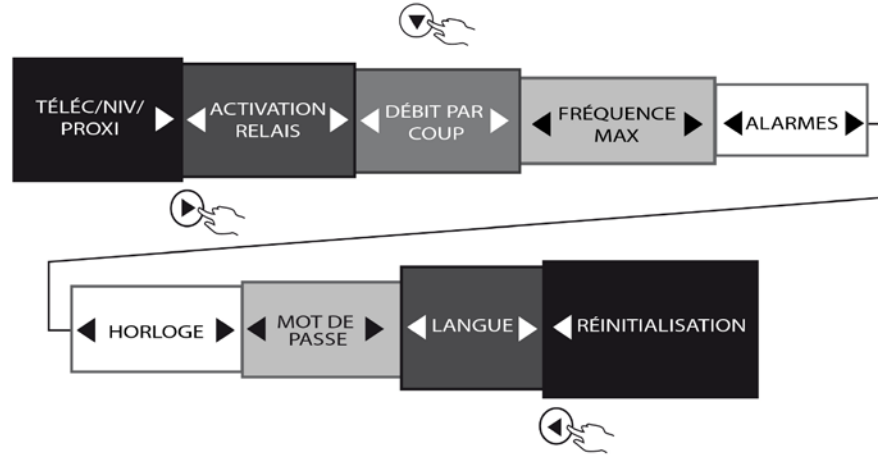 TÉLÉC/NIV/
PROXI
ACTIVATION
RELAIS
DÉBIT PAR
COUP
FRÉQUENCE
MAX
ALARMES
HORLOGE
MOT DE
PASSE
LANGUE
RÉINITIALISATION